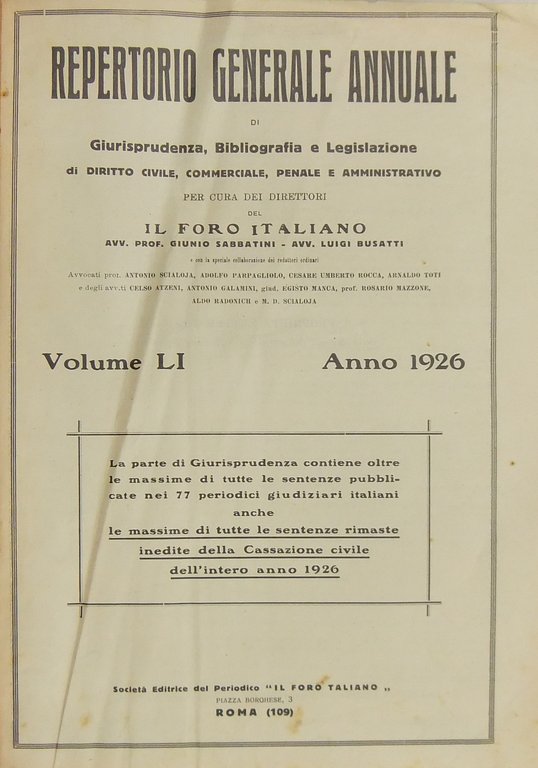 REPERTORIO GENERALE ANNUALE
DI
Giurisprudenza, Bibliografia e Legislazione
di DIRITTO CIVILE, COMMERCIALE, PENALE E AMMINISTRATIVO
PER CURA DEI DIRETTORI
DEL
IL FORO ITALIANO
AVV. PROF. GIUNIO SABBATINI - AVV. LUIGI BUSATTI
e con la speciale collaborazione dei redattori ordinari
Avvocati prof. ANTONIO SCIALOJA, ADOLFO PARPAGLIOLO, CESARE UMBERTO ROCCA, ARNALDO TOTI
e degli avv.ti CELSO ATZENI, ANTONIO GALAMINI, giud. EGISTO MANCA, prof. ROSARIO MAZZONE,
ALDO RADONICH e M. D. SCIALOJA
Volume LI Anno 1926
La parte di Giurisprudenza contiene oltre
le massime di tutte le sentenze pubbli-
cate nei 77 periodici giudiziari italiani
anche
le massime di tutte le sentenze rimaste
inedite della Cassazione civile
dell'intero anno 1926
Società Editrice del Periodico "IL FORO TALIANO „
PIAZZA BORGHESE, 3
ROMA (109)